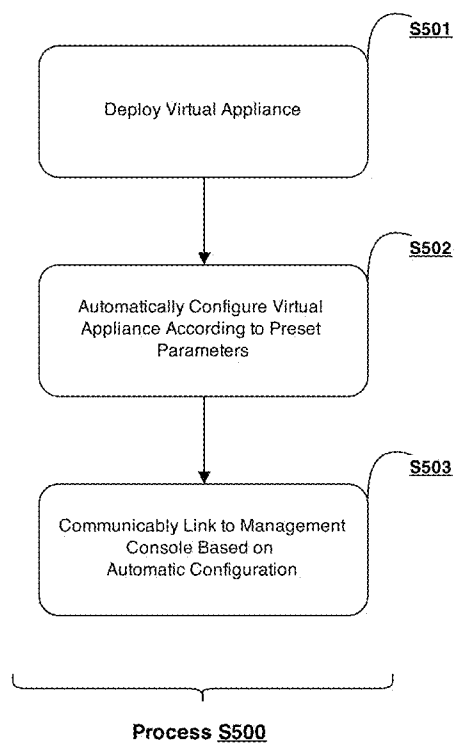 S501
Deploy Virtual Appliance
S502
Automatically Configure Virtual
Appliance According to Preset
Parameters
S503
Communicably Link to Management
Console Based on
Automatic Configuration
Process S500